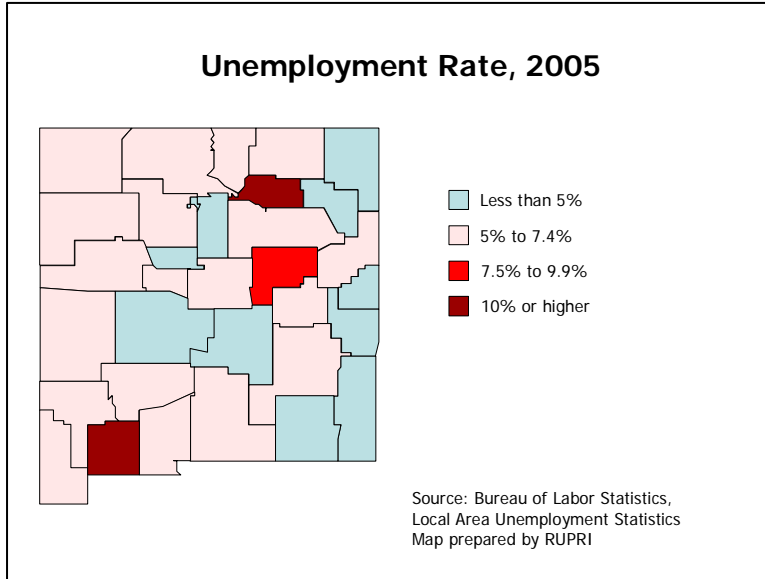 Unemployment Rate, 2005
Less than 5%
5% to 7.4%
7.5% to 9.9%
10% or higher
Source: Bureau of Labor Statistics,
Local Area Unemployment Statistics
Map prepared by RUPRI